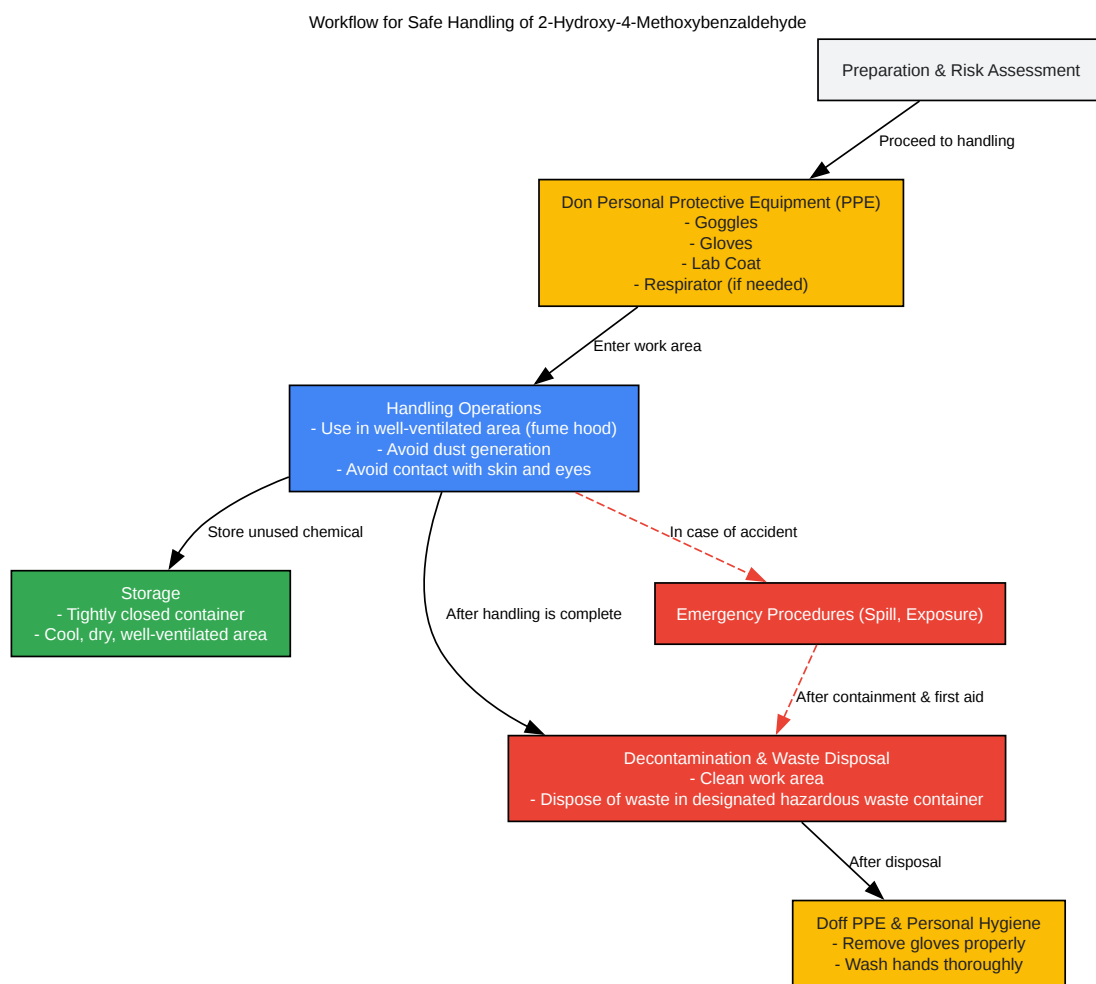 Workflow for Safe Handling of 2-Hydroxy-4-Methoxybenzaldehyde
Preparation & Risk Assessment
Proceed to handling
Don Personal Protective Equipment (PPE)
- Goggles
- Gloves
- Lab Coat
- Respirator (if needed)
Enter work area
Handling Operations
- Use in well-ventilated area (fume hood)
- Avoid dust generation
- Avoid contact with skin and eyes
Store unused chemical
In case of accident
Storage
- Tightly closed container
- Cool, dry, well-ventilated area
After handling is complete
Emergency Procedures (Spill, Exposure)
After containment & first aid
Decontamination & Waste Disposal
- Clean work area
- Dispose of waste in designated hazardous waste container
After disposal
Doff PPE & Personal Hygiene
- Remove gloves properly
- Wash hands thoroughly